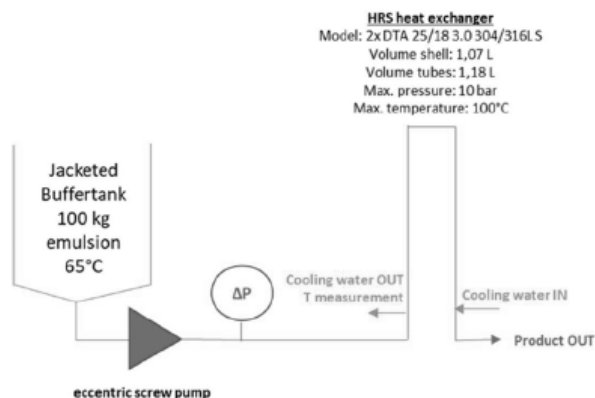 HRS heat exchanger
Model: 2x DTA 25/18 3.0 304/316L S
Volume shell: 1,07 L
Volume tubes: 1,18 L
Max. pressure: 10 bar
Max. temperature: 100°C
Jacketed
Buffertank
100 kg
emulsion
65°C
ΔP
Cooling water OUT
T measurement
Cooling water IN
Product OUT
eccentric screw pump